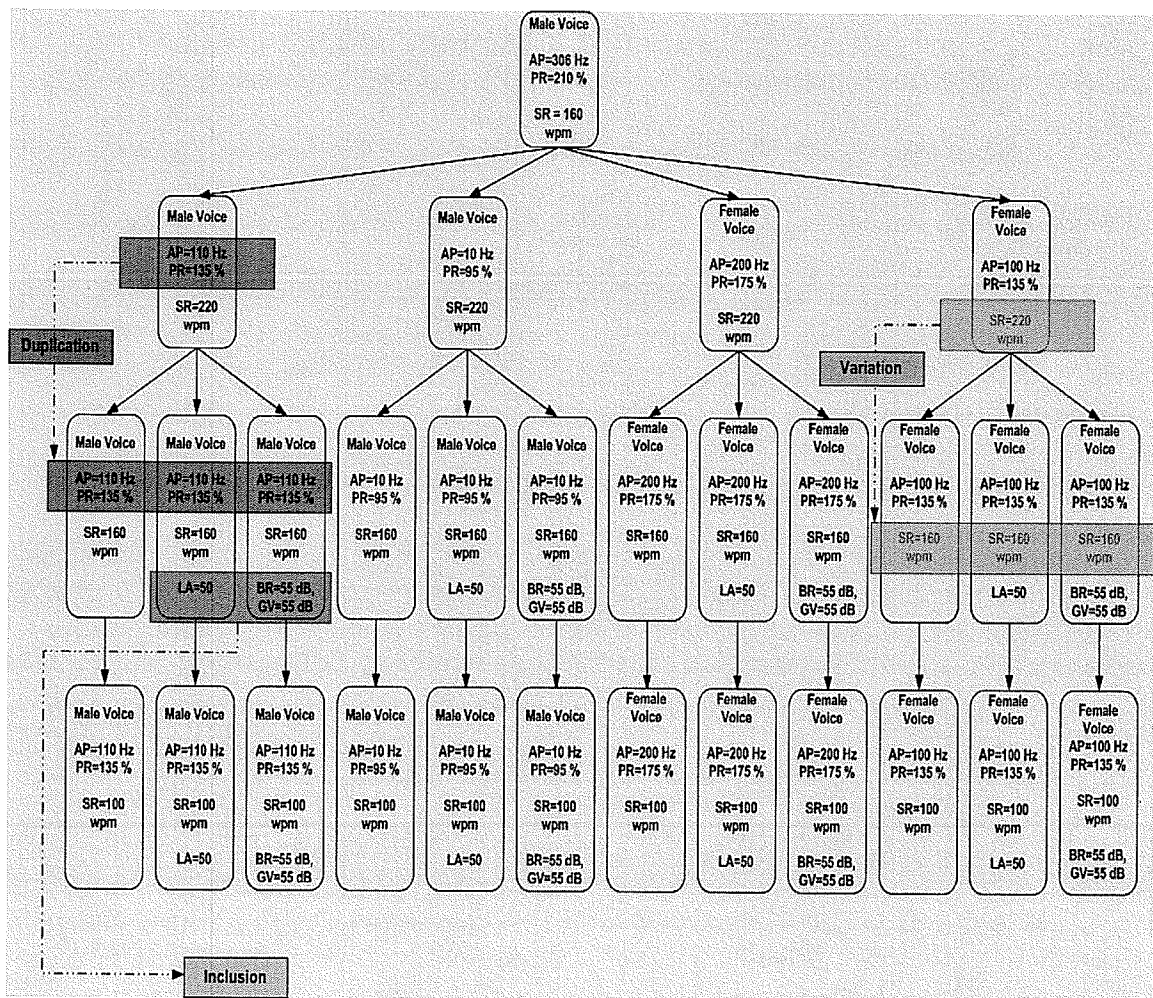 Male Voice
AP=306 Hz
PR=210 %
SR = 160
wpm
Male Voice
AP=110 Hz
PR=135 %
SR=220
wpm
Male Voice
AP=10 Hz
PR=95 %
SR=220
wpm
Female
Voice
AP=200 Hz
PR=175 %
SR=220
wpm
Female
Voice
AP=100 Hz
PR=135 %
SR=220
wpm
Duplication
Variation
Male Voice
AP=110 Hz
PR=135 %
SR=160
wpm
Male Voice
AP=110 Hz
PR=135 %
SR=160
wpm
LA=50
Male Voice
AP=110 Hz
PR=135 %
SR=160
wpm
BR=55 dB,
GV=55 dB
Male Voice
AP=10 Hz
PR=95 %
SR=160
wpm
Male Voice
AP=10 Hz
PR=95 %
SR=160
wpm
LA=50
Male Voice
AP=10 Hz
PR=95 %
SR=160
wpm
BR=55 dB,
GV=55 dB
Female
Voice
AP=200 Hz
PR=175 %
SR=160
wpm
Female
Voice
AP=200 Hz
PR=175 %
SR=160
wpm
LA=50
Female
Voice
AP=200 Hz
PR=175 %
SR=160
wpm
BR=55 dB,
GV=55 dB
Female
Voice
AP=100 Hz
PR=135 %
SR=160
wpm
Female
Voice
AP=100 Hz
PR=135 %
SR=160
wpm
LA=50
Female
Voice
AP=100 Hz
PR=135 %
SR=160
wpm
BR=55 dB,
GV=55 dB
Male Voice
AP=110 Hz
PR=135 %
SR=100
wpm
Male Voice
AP=110 Hz
PR=135 %
SR=100
wpm
LA=50
Male Voice
AP=110 Hz
PR=135 %
SR=100
wpm
BR=55 dB,
GV=55 dB
Male Voice
AP=10 Hz
PR=95 %
SR=100
wpm
Male Voice
AP=10 Hz
PR=95 %
SR=100
wpm
LA=50
Male Voice
AP=10 Hz
PR=95 %
SR=100
wpm
BR=55 dB,
GV=55 dB
Female
Voice
AP=200 Hz
PR=175 %
SR=100
wpm
Female
Voice
AP=200 Hz
PR=175 %
SR=100
wpm
LA=50
Female
Voice
AP=200 Hz
PR=175 %
SR=100
wpm
BR=55 dB,
GV=55 dB
Female
Voice
AP=100 Hz
PR=135 %
SR=100
wpm
Female
Voice
AP=100 Hz
PR=135 %
SR=100
wpm
LA=50
Female
Voice
AP=100 Hz
PR=135 %
SR=100
wpm
BR=55 dB,
GV=55 dB
Inclusion